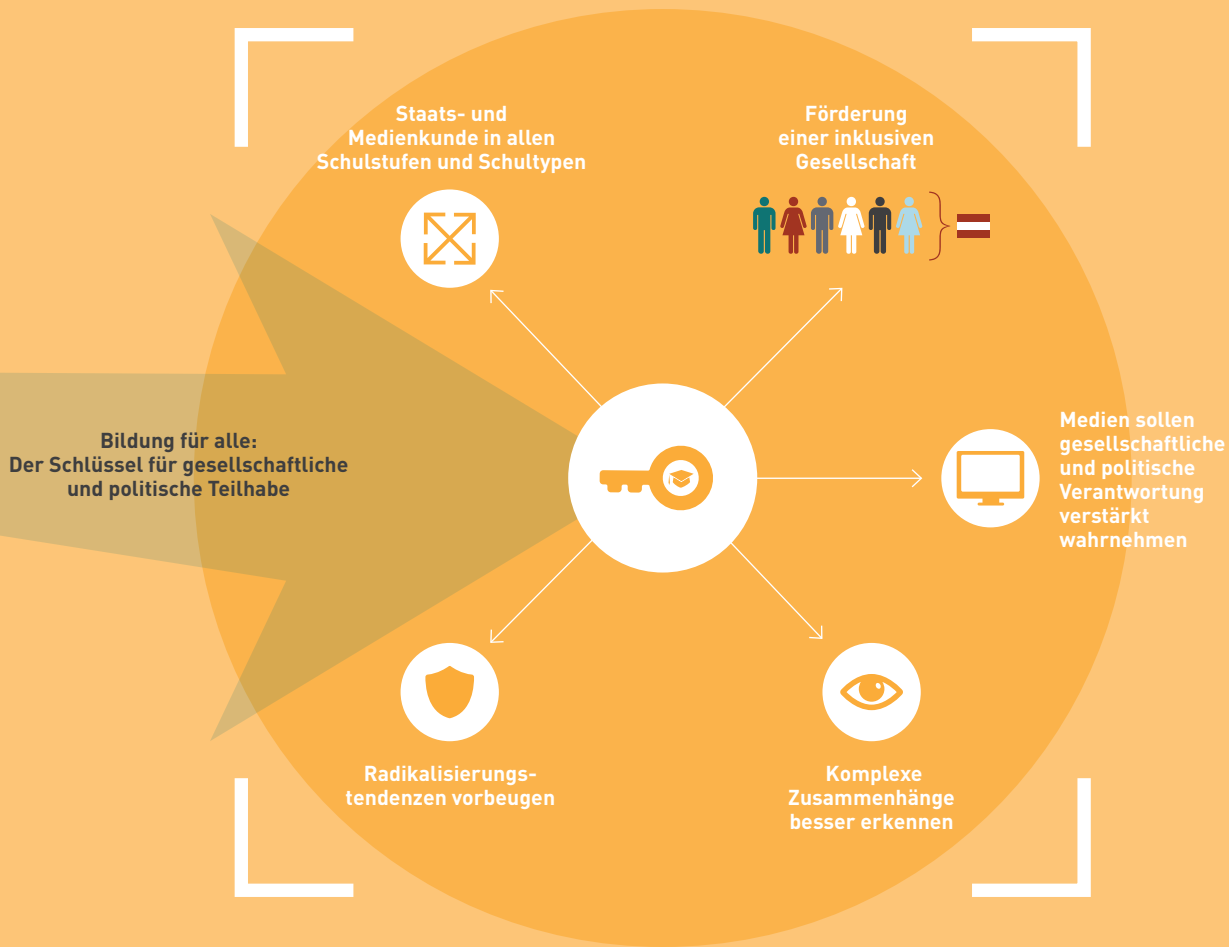 Staats- und
Medienkunde in allen
Schulstufen und Schultypen
Förderung
einer inklusiven
Gesellschaft
Bildung für alle:
Der Schlüssel für gesellschaftliche
und politische Teilhabe
Medien sollen
gesellschaftliche
und politische
Verantwortung
verstärkt
wahrnehmen
Radikalisierungs-
tendenzen vorbeugen
Komplexe
Zusammenhänge
besser erkennen